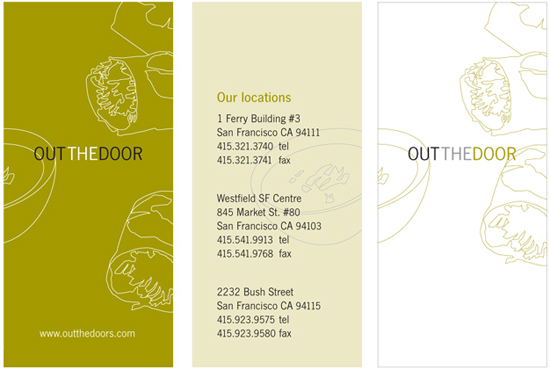 OUTTHEDOOR
www.outthedoors.com
Our locations
1 Ferry Building #3
San Francisco CA 94111
415.321.3740 tel
415.321.3741 fax
Westfield SF Centre
845 Market St. #80
San Francisco CA 94103
415.541.9913 tel
415.541.9768 fax
2232 Bush Street
San Francisco CA 94115
415.923.9575 tel
415.923.9580 fax
OUTTHEDOOR